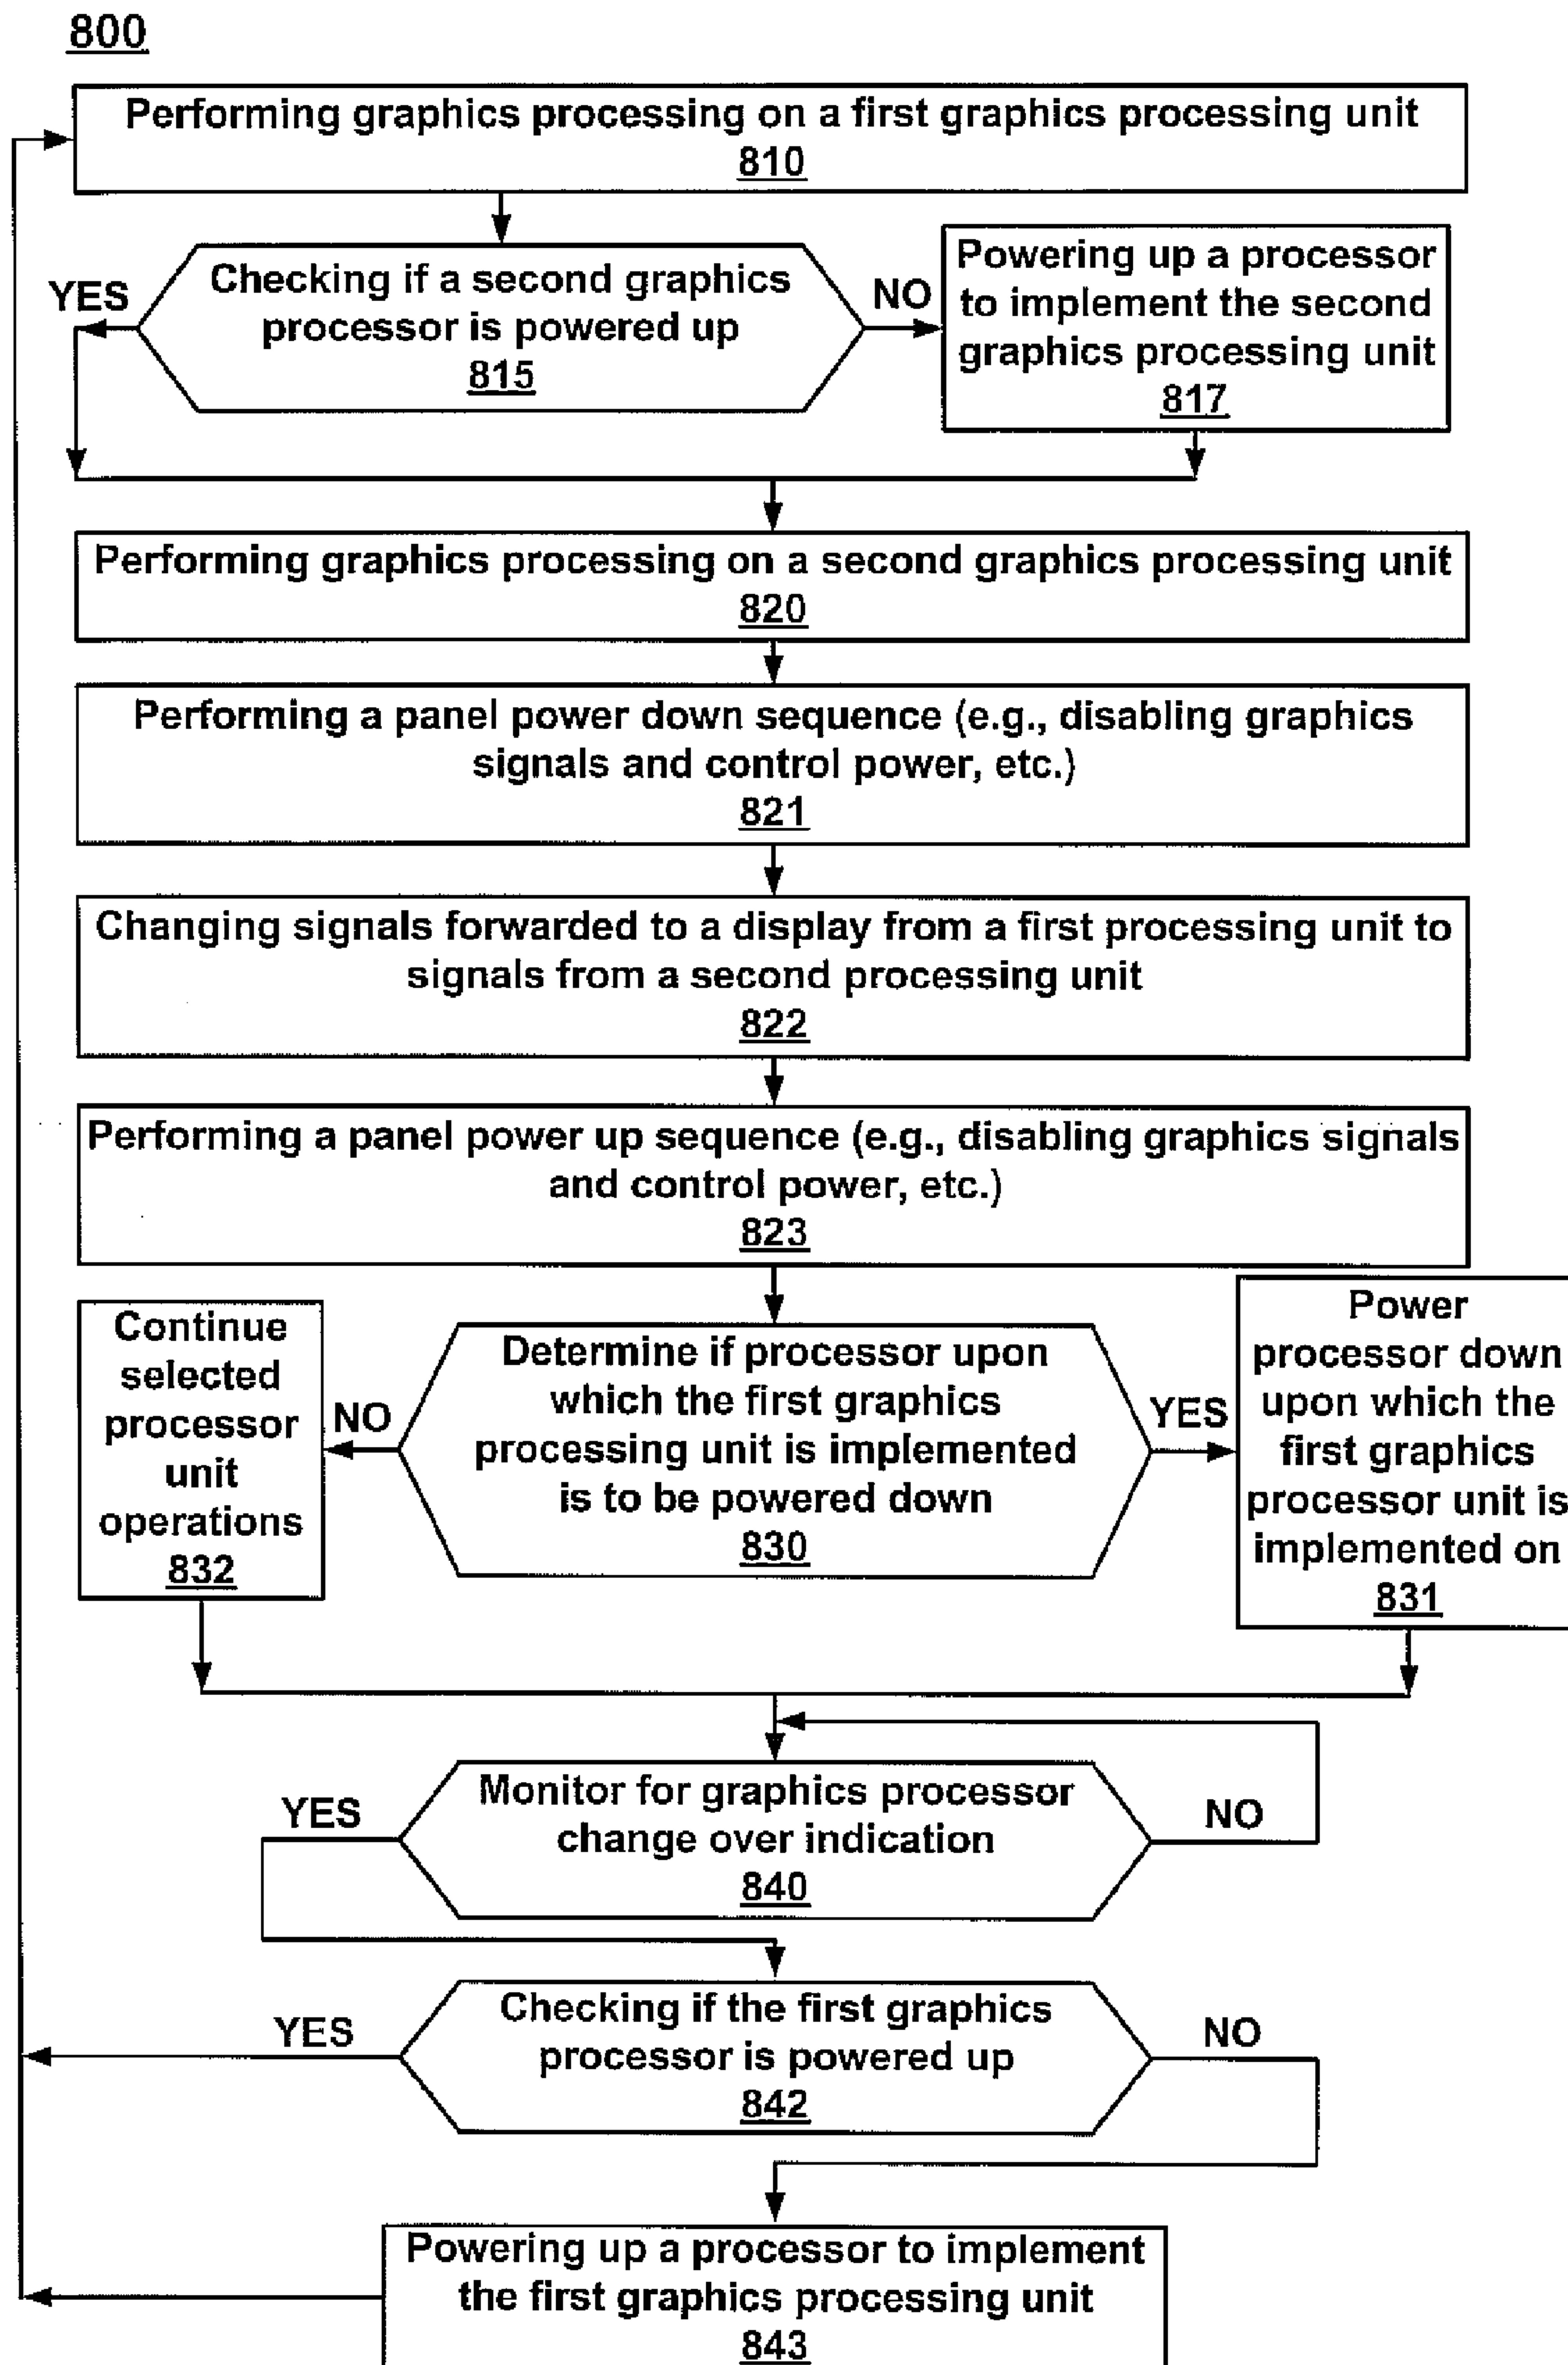 800
Performing graphics processing on a first graphics processing unit
810
Checking if a second graphics
processor is powered up
815
YES
NO
Powering up a processor
to implement the second
graphics processing unit
817
Performing graphics processing on a second graphics processing unit
820
Performing a panel power down sequence (e.g., disabling graphics
signals and control power, etc.)
821
Changing signals forwarded to a display from a first processing unit to
signals from a second processing unit
822
Performing a panel power up sequence (e.g., disabling graphics signals
and control power, etc.)
823
Continue
selected
processor
unit
operations
832
NO
Determine if processor upon
which the first graphics
processing unit is implemented
is to be powered down
830
YES
Power
processor down
upon which the
first graphics
processor unit is
implemented on
831
YES
Monitor for graphics processor
change over indication
840
NO
YES
Checking if the first graphics
processor is powered up
842
NO
Powering up a processor to implement
the first graphics processing unit
843